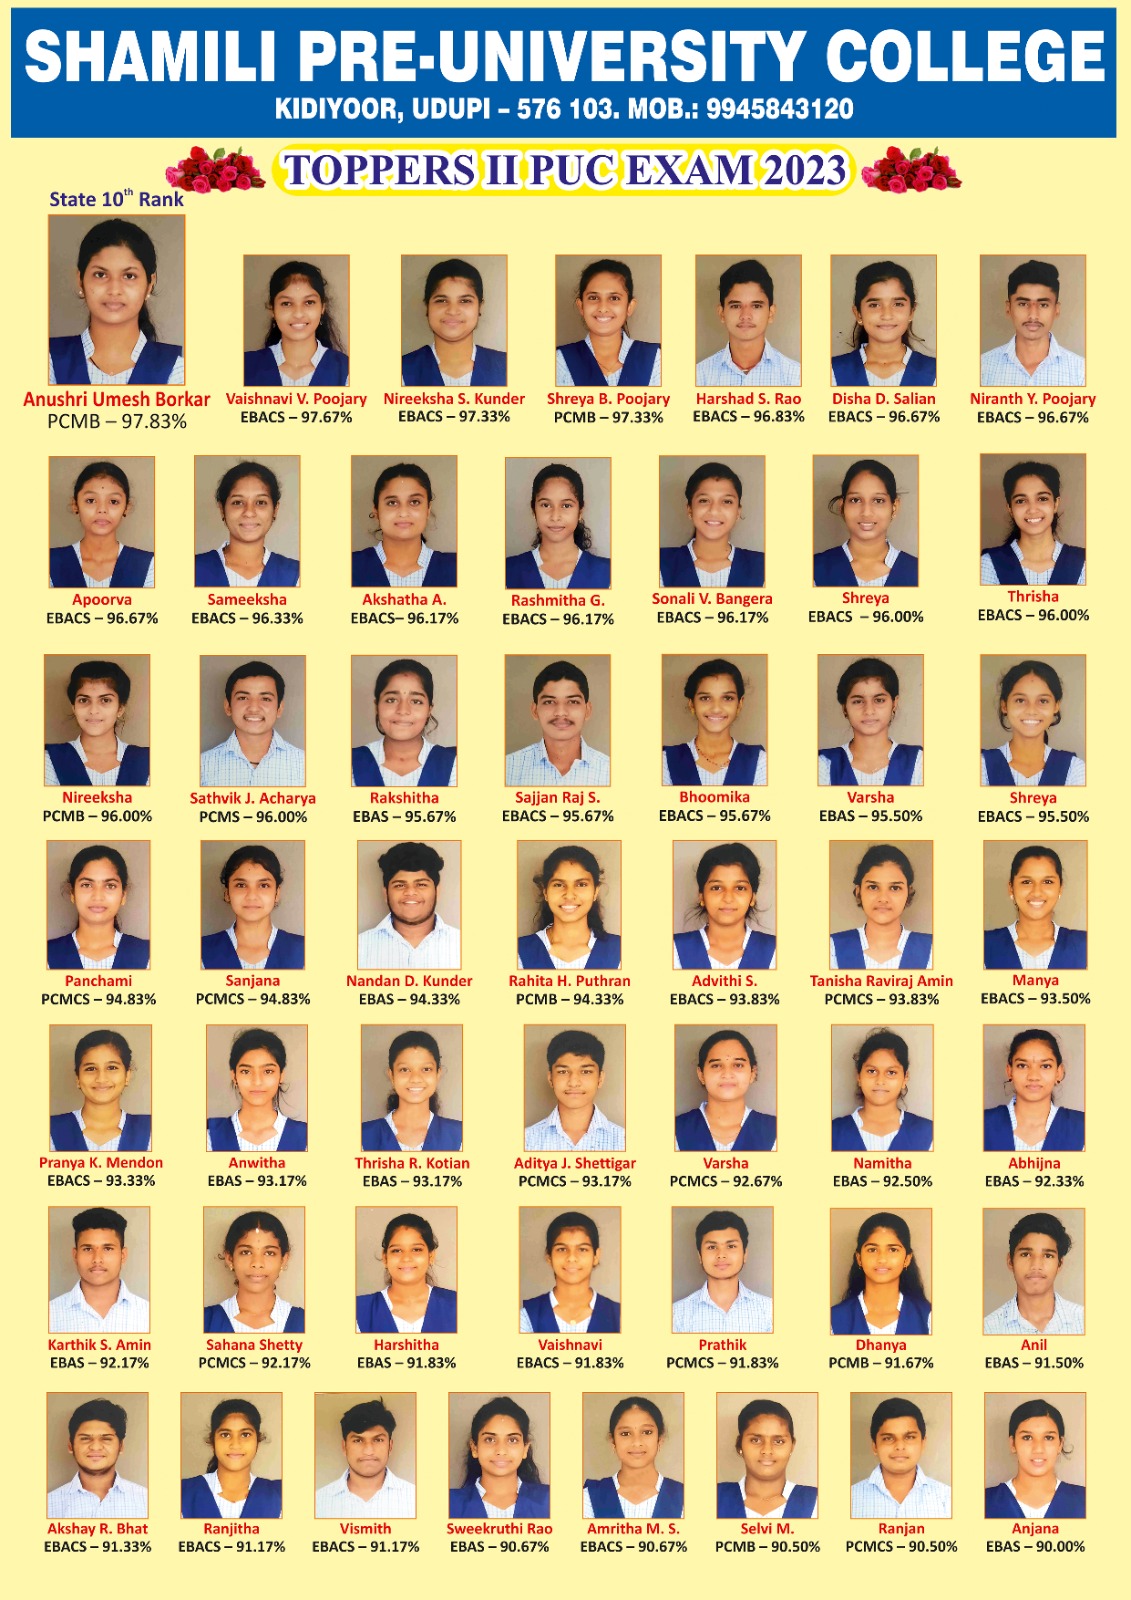 SHAMILI PRE-UNIVERSITY COLLEGE
KIDIYOOR, UDUPI – 576 103. MOB.: 9945843120
TOPPERS II PUC EXAM 2023
State 10th Rank
Anushri Umesh Borkar
PCMB – 97.83%
Vaishnavi V. Poojary
EBACS – 97.67%
Nireeksha S. Kunder
EBACS – 97.33%
Shreya B. Poojary
PCMB – 97.33%
Harshad S. Rao
EBACS – 96.83%
Disha D. Salian
EBACS – 96.67%
Niranth Y. Poojary
EBACS – 96.67%
Apoorva
EBACS – 96.67%
Sameeksha
EBACS – 96.33%
Akshatha A.
EBACS– 96.17%
Rashmitha G.
EBACS – 96.17%
Sonali V. Bangera
EBACS – 96.17%
Shreya
EBACS – 96.00%
Thrisha
EBACS – 96.00%
Nireeksha
PCMB – 96.00%
Sathvik J. Acharya
PCMS – 96.00%
Rakshitha
EBAS – 95.67%
Sajjan Raj S.
EBACS – 95.67%
Bhoomika
EBACS – 95.67%
Varsha
EBAS – 95.50%
Shreya
EBACS – 95.50%
Panchami
PCMCS – 94.83%
Sanjana
PCMCS – 94.83%
Nandan D. Kunder
EBAS – 94.33%
Rahita H. Puthran
PCMB – 94.33%
Advithi S.
EBACS – 93.83%
Tanisha Raviraj Amin
PCMCS – 93.83%
Manya
EBACS – 93.50%
Pranya K. Mendon
EBACS – 93.33%
Anwitha
EBAS – 93.17%
Thrisha R. Kotian
EBAS – 93.17%
Aditya J. Shettigar
PCMCS – 93.17%
Varsha
PCMCS – 92.67%
Namitha
EBAS – 92.50%
Abhijna
EBAS – 92.33%
Karthik S. Amin
EBAS – 92.17%
Sahana Shetty
PCMCS – 92.17%
Harshitha
EBAS – 91.83%
Vaishnavi
EBACS – 91.83%
Prathik
PCMCS – 91.83%
Dhanya
PCMB – 91.67%
Anil
EBAS – 91.50%
Akshay R. Bhat
EBACS – 91.33%
Ranjitha
EBACS – 91.17%
Vismith
EBACS – 91.17%
Sweekruthi Rao
EBAS – 90.67%
Amritha M. S.
EBACS – 90.67%
Selvi M.
PCMB – 90.50%
Ranjan
PCMCS – 90.50%
Anjana
EBAS – 90.00%